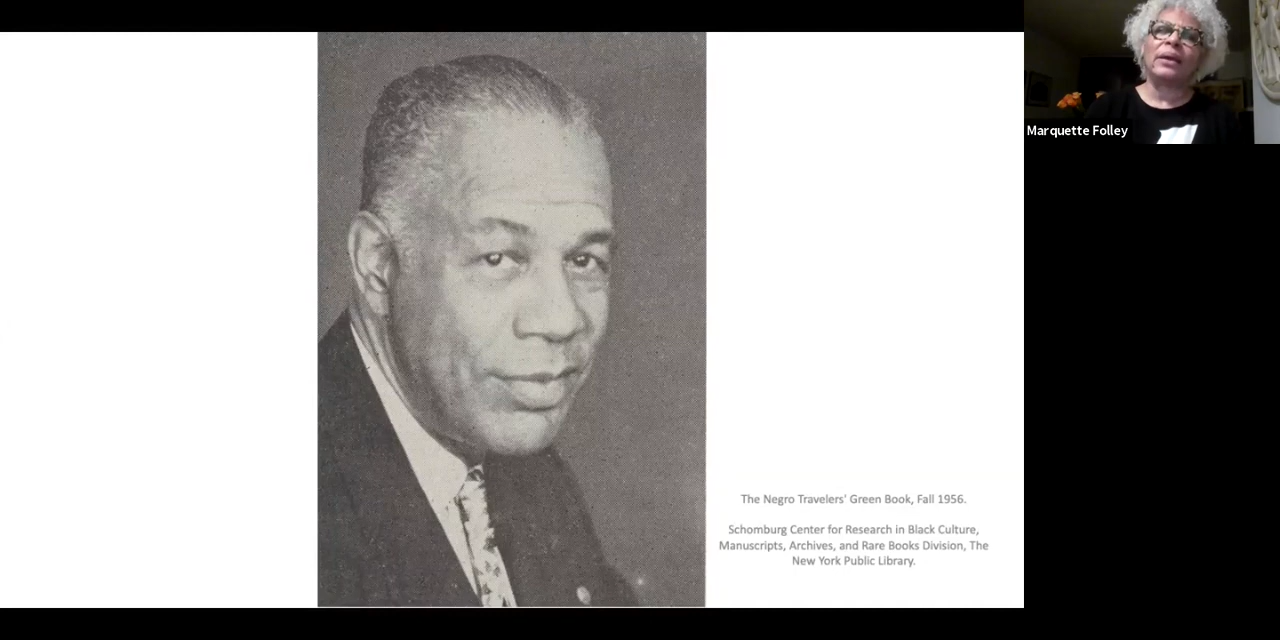 Marquette Folley
The Negro Travelers’ Green Book, Fall 1956.
Schomburg Center for Research in Black Culture,
Manuscripts, Archives, and Rare Books Division, The
New York Public Library.